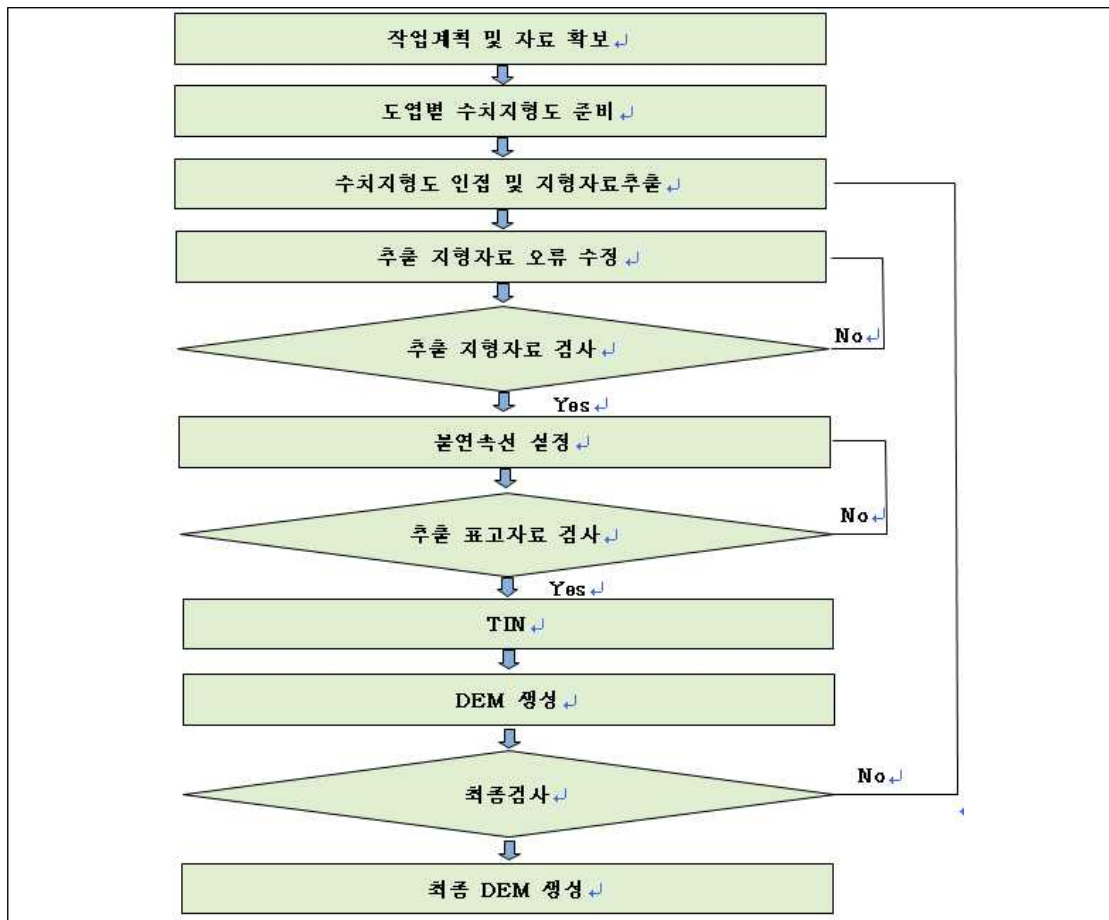 작업계획 및 자료 확보↵
도엽별 수치지형도 준비↵
수치지형도 인접 및 지형자료추출↵
추출 지형자료 오류 수정↵
No↵
추출 지형자료 검사↵
Yes↵
불연속선 설정↵
No↵
추출 표고자료 검사↵
Yes↵
TIN↵
DEM 생성↵
No↵
최종검사↵
최종 DEM 생성↵